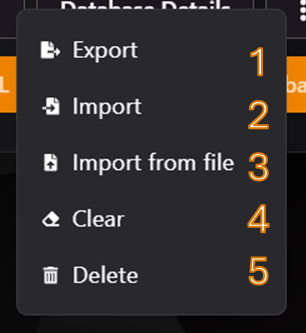 Database Details
Export 1
Import 2
Import from file 3
Clear 4
Delete 5